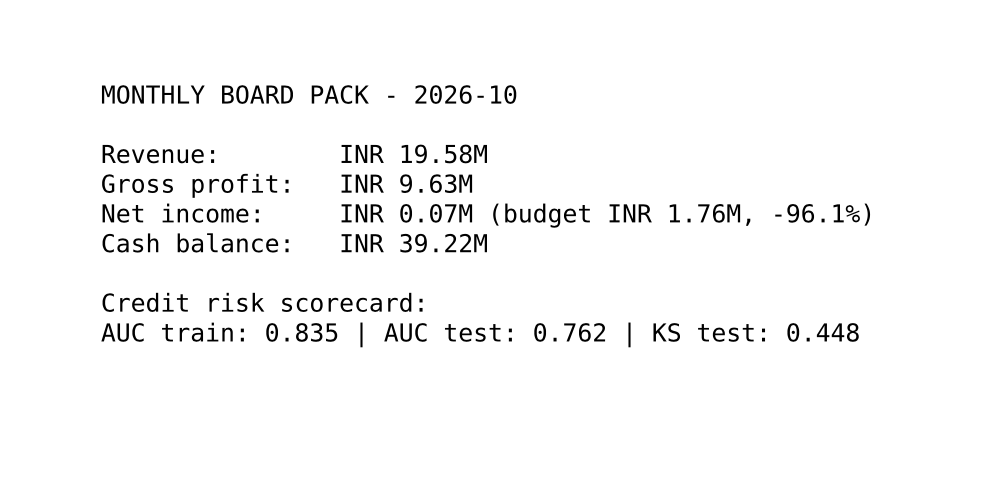 MONTHLY BOARD PACK - 2026-10
Revenue: INR 19.58M
Gross profit: INR 9.63M
Net income: INR 0.07M (budget INR 1.76M, -96.1%)
Cash balance: INR 39.22M
Credit risk scorecard:
AUC train: 0.835 | AUC test: 0.762 | KS test: 0.448